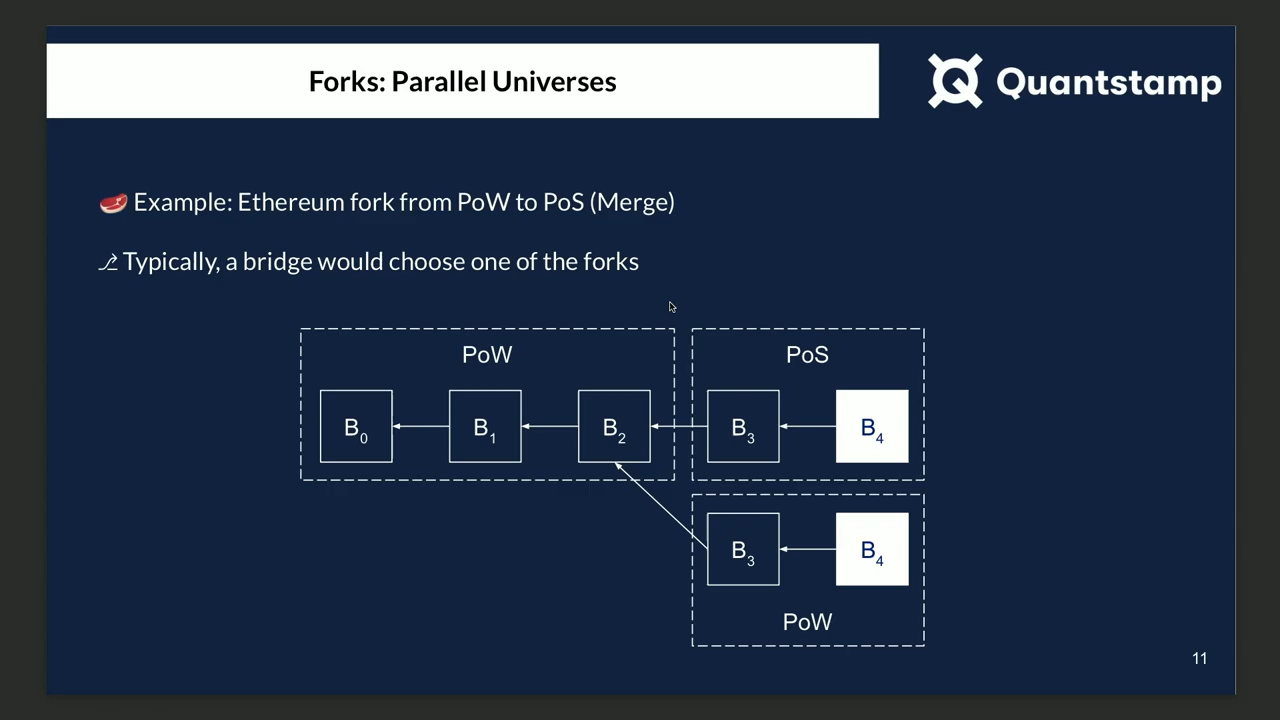 Forks: Parallel Universes
Quantstamp
🥩 Example: Ethereum fork from PoW to PoS (Merge)
⎇ Typically, a bridge would choose one of the forks
PoW
PoS
B0
B1
B2
B3
B4
B3
B4
PoW
11